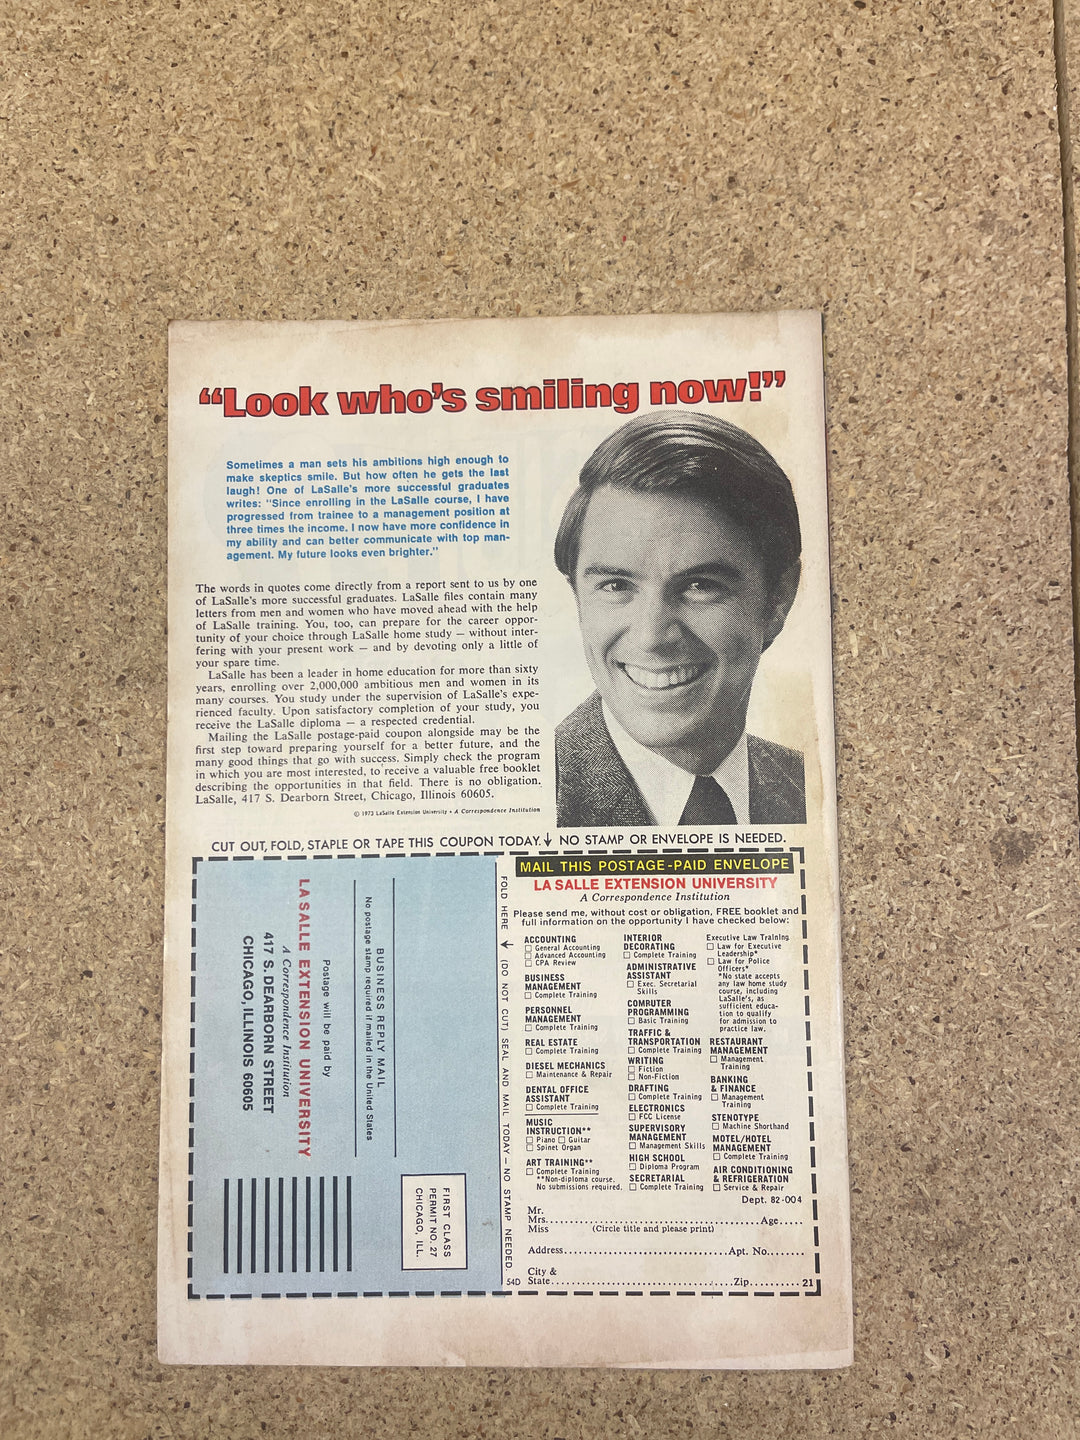 “Look who’s smiling now!”
Sometimes a man sets his ambitions high enough to
make skeptics smile. But how often he gets the last
laugh! One of LaSalle's more successful graduates
writes: "Since enrolling in the LaSalle course, I have
progressed from trainee to a management position at
three times the income. I now have more confidence in
my ability and can better communicate with top man-
agement. My future looks even brighter."
The words in quotes come directly from a report sent to us by one
of LaSalle's more successful graduates. LaSalle files contain many
letters from men and women who have moved ahead with the help
of LaSalle training. You, too, can prepare for the career oppor-
tunity of your choice through LaSalle home study — without inter-
fering with your present work — and by devoting only a little of
your spare time.
LaSalle has been a leader in home education for more than sixty
years, enrolling over 2,000,000 ambitious men and women in its
many courses. You study under the supervision of LaSalle's expe-
rienced faculty. Upon satisfactory completion of your study, you
receive the LaSalle diploma — a respected credential.
Mailing the LaSalle postage-paid coupon alongside may be the
first step toward preparing yourself for a better future, and the
many good things that go with success. Simply check the program
in which you are most interested, to receive a valuable free booklet
describing the opportunities in that field. There is no obligation.
LaSalle, 417 S. Dearborn Street, Chicago, Illinois 60605.
© 1973 LaSalle Extension University • A Correspondence Institution
CUT OUT, FOLD, STAPLE OR TAPE THIS COUPON TODAY. ↓ NO STAMP OR ENVELOPE IS NEEDED.
FIRST CLASS
PERMIT NO. 27
CHICAGO, ILL.
BUSINESS REPLY MAIL
No postage stamp required if mailed in the United States
Postage will be paid by
LA SALLE EXTENSION UNIVERSITY
A Correspondence Institution
417 S. DEARBORN STREET
CHICAGO, ILLINOIS 60605
FOLD HERE (DO NOT CUT) SEAL AND MAIL TODAY — NO STAMP NEEDED.
54D
MAIL THIS POSTAGE-PAID ENVELOPE
LA SALLE EXTENSION UNIVERSITY
A Correspondence Institution
Please send me, without cost or obligation, FREE booklet and
full information on the opportunity I have checked below:
ACCOUNTING
□ General Accounting
□ Advanced Accounting
□ CPA Review
BUSINESS
MANAGEMENT
□ Complete Training
PERSONNEL
MANAGEMENT
□ Complete Training
REAL ESTATE
□ Complete Training
DIESEL MECHANICS
□ Maintenance & Repair
DENTAL OFFICE
ASSISTANT
□ Complete Training
MUSIC
INSTRUCTION**
□ Piano □ Guitar
□ Spinet Organ
ART TRAINING**
□ Complete Training
**Non-diploma course.
No submissions required.
INTERIOR
DECORATING
□ Complete Training
ADMINISTRATIVE
ASSISTANT
□ Exec. Secretarial
Skills
COMPUTER
PROGRAMMING
□ Basic Training
TRAFFIC &
TRANSPORTATION
□ Complete Training
WRITING
□ Fiction
□ Non-Fiction
DRAFTING
□ Complete Training
ELECTRONICS
□ FCC License
SUPERVISORY
MANAGEMENT
□ Management Skills
HIGH SCHOOL
□ Diploma Program
SECRETARIAL
□ Complete Training
Executive Law Training
□ Law for Executive
Leadership*
□ Law for Police
Officers*
*No state accepts
any law home study
course, including
LaSalle's, as
sufficient educa-
tion to qualify
for admission to
practice law.
RESTAURANT
MANAGEMENT
□ Management
Training
BANKING
& FINANCE
□ Management
Training
STENOTYPE
□ Machine Shorthand
MOTEL/HOTEL
MANAGEMENT
□ Complete Training
AIR CONDITIONING
& REFRIGERATION
□ Service & Repair
Dept. 82-004
Mr.
Mrs. Age
Miss (Circle title and please print)
Address Apt. No.
City &
State Zip 21